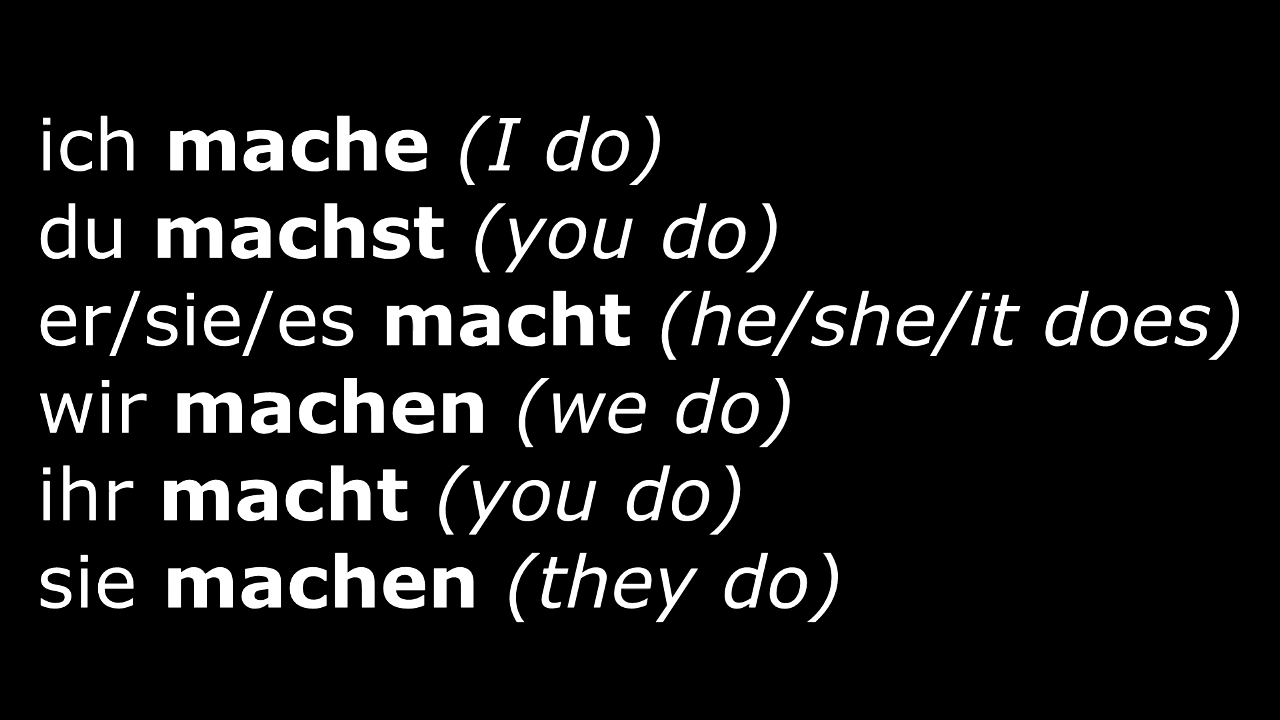 ich mache (I do)
du machst (you do)
er/sie/es macht (he/she/it does)
wir machen (we do)
ihr macht (you do)
sie machen (they do)